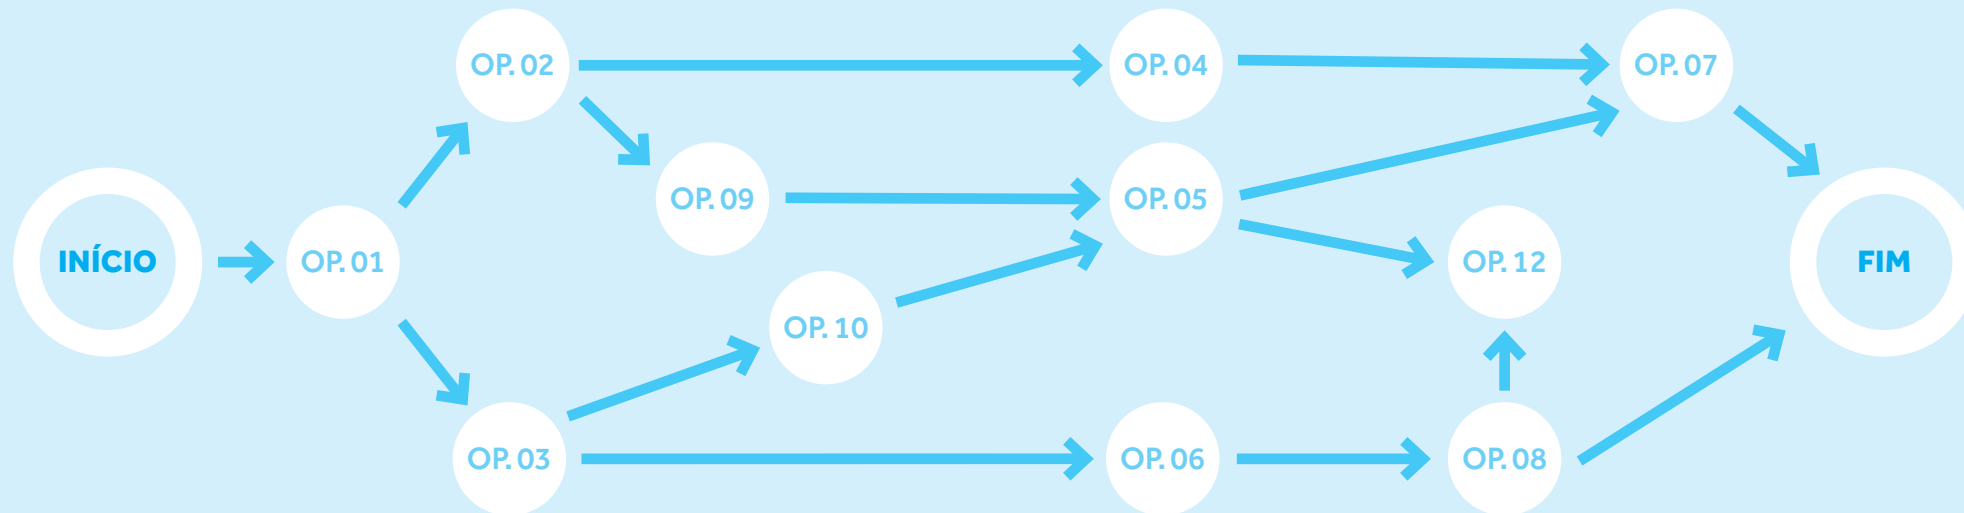 OP. 02
OP. 04
OP. 07
OP. 09
OP. 05
INÍCIO
OP. 01
OP. 12
FIM
OP. 10
OP. 03
OP. 06
OP. 08